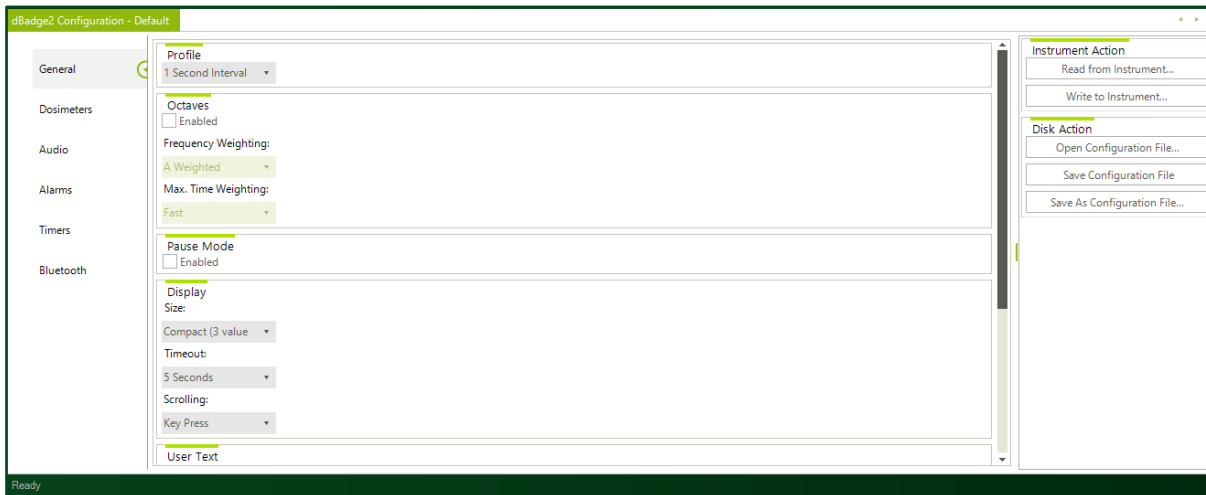 dBadge2 Configuration - Default
General
Dosimeters
Audio
Alarms
Timers
Bluetooth
Profile
1 Second Interval
Octaves
Enabled
Frequency Weighting:
A Weighted
Max. Time Weighting:
Fast
Pause Mode
Enabled
Display
Size:
Compact (3 value
Timeout:
5 Seconds
Scrolling:
Key Press
User Text
Instrument Action
Read from Instrument...
Write to Instrument...
Disk Action
Open Configuration File...
Save Configuration File
Save As Configuration File...
Ready